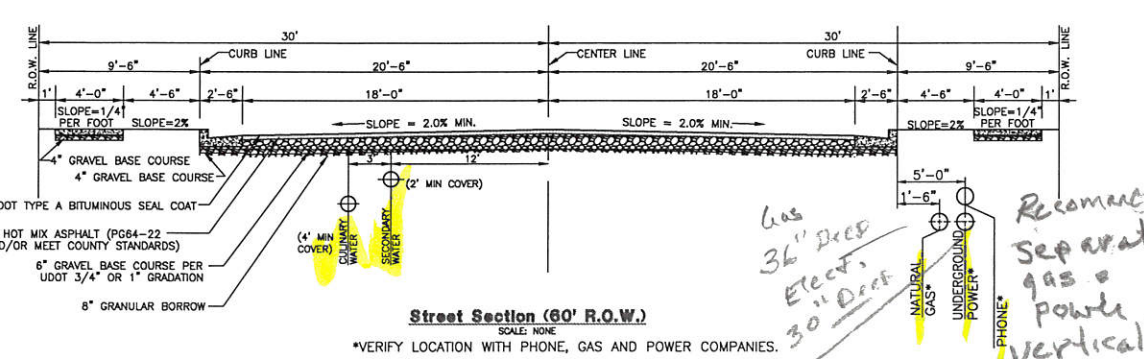 30' 30'
R.O.W. LINE CURB LINE CENTER LINE CURB LINE R.O.W. LINE
9'-6" 20'-6" 20'-6" 9'-6"
1' 4'-0" 4'-6" 2'-6" 18'-0" 18'-0" 2'-6" 4'-6" 4'-0" 1'
SLOPE=1/4"
PER FOOT
SLOPE=2%
SLOPE = 2.0% MIN.
SLOPE = 2.0% MIN.
SLOPE=2%
SLOPE=1/4"
PER FOOT
4" GRAVEL BASE COURSE
4" GRAVEL BASE COURSE
OOT TYPE A BITUMINOUS SEAL COAT
HOT MIX ASPHALT (PG64-22
D/OR MEET COUNTY STANDARDS)
6" GRAVEL BASE COURSE PER
UDOT 3/4" OR 1" GRADATION
8" GRANULAR BORROW
3' 12'
(2' MIN COVER)
(4' MIN
COVER)
CULINARY
WATER
SECONDARY
WATER
5'-0"
1'-6"
NATURAL
GAS*
UNDERGROUND
POWER*
PHONE*
Gas
36" Deep
Elect.
30" Deep
Separat
gas &
power
vertical
Street Section (60' R.O.W.)
SCALE: NONE
*VERIFY LOCATION WITH PHONE, GAS AND POWER COMPANIES.